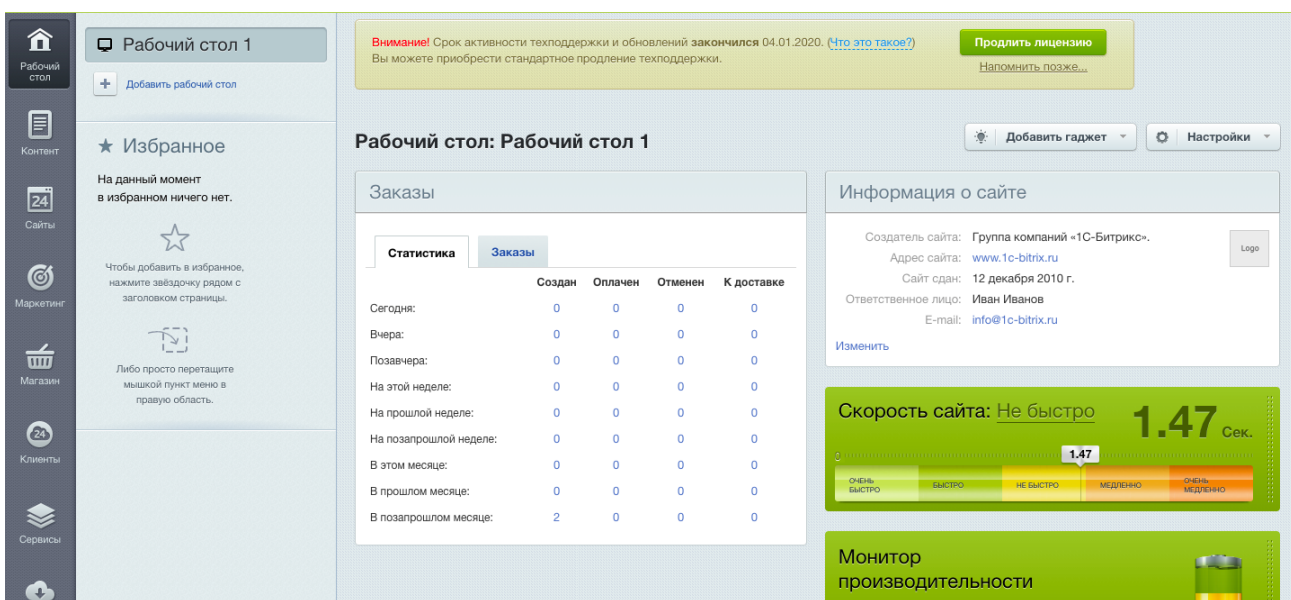 Рабочий стол
Контент
24
Сайты
Маркетинг
Магазин
24
Клиенты
Сервисы
Рабочий стол 1
Добавить рабочий стол
Избранное
На данный момент
в избранном ничего нет.
Чтобы добавить в избранное,
нажмите звёздочку рядом с
заголовком страницы.
Либо просто перетащите
мышкой пункт меню в
правую область.
Внимание! Срок активности техподдержки и обновлений закончился 04.01.2020. (Что это такое?)
Вы можете приобрести стандартное продление техподдержки.
Продлить лицензию
Напомнить позже...
Рабочий стол: Рабочий стол 1
Добавить гаджет
Настройки
Заказы
Статистика Заказы
Создан Оплачен Отменен К доставке
Сегодня: 0 0 0 0
Вчера: 0 0 0 0
Позавчера: 0 0 0 0
На этой неделе: 0 0 0 0
На прошлой неделе: 0 0 0 0
На позапрошлой неделе: 0 0 0 0
В этом месяце: 0 0 0 0
В прошлом месяце: 0 0 0 0
В позапрошлом месяце: 2 0 0 0
Информация о сайте
Создатель сайта: Группа компаний «1С-Битрикс».
Адрес сайта: www.1c-bitrix.ru
Сайт сдан: 12 декабря 2010 г.
Ответственное лицо: Иван Иванов
E-mail: info@1c-bitrix.ru
Logo
Изменить
Скорость сайта: Не быстро
1.47 Сек.
0
1.47
ОЧЕНЬ БЫСТРО
БЫСТРО
НЕ БЫСТРО
МЕДЛЕННО
ОЧЕНЬ МЕДЛЕННО
Монитор
производительности